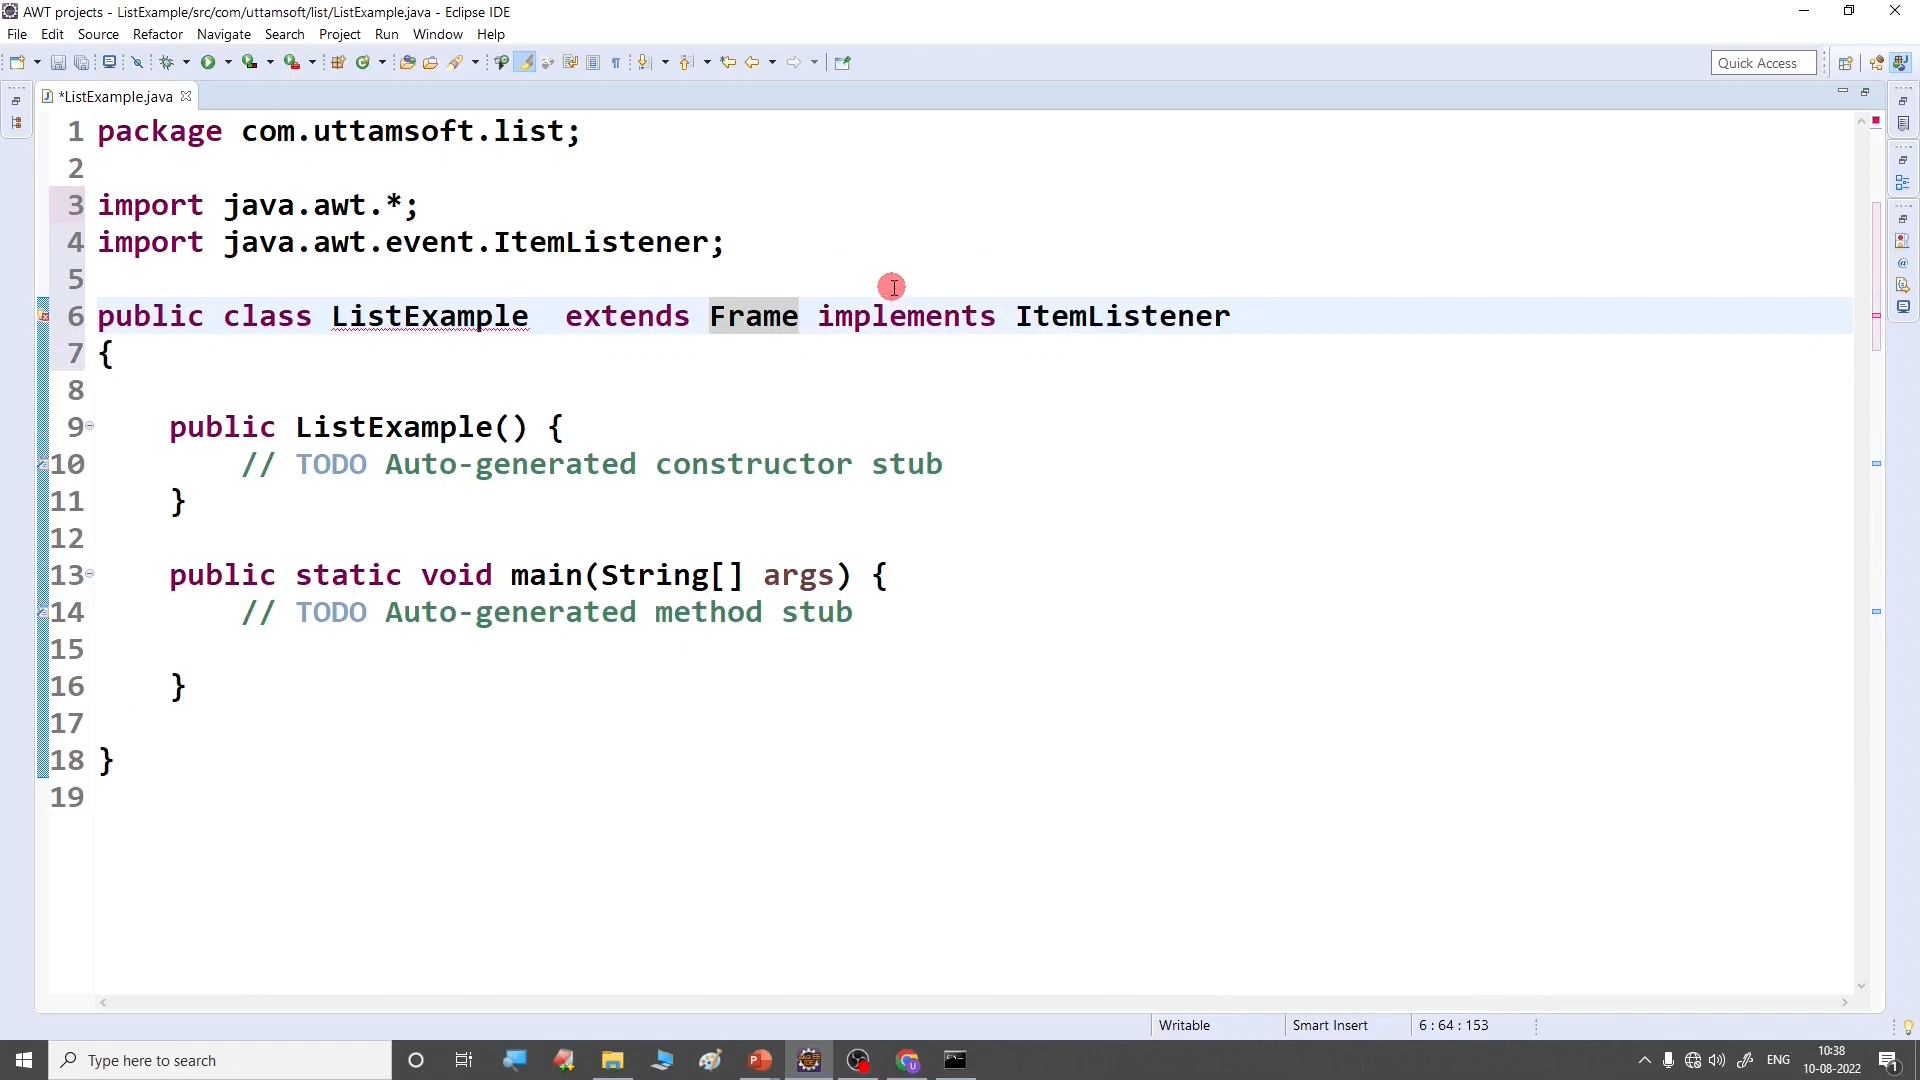 AWT projects - ListExample/src/com/uttamsoft/list/ListExample.java - Eclipse IDE
File Edit Source Refactor Navigate Search Project Run Window Help
Quick Access
*ListExample.java
1 package com.uttamsoft.list;
2
3 import java.awt.*;
4 import java.awt.event.ItemListener;
5
6 public class ListExample  extends Frame implements ItemListener
7 {
8
9     public ListExample() {
10         // TODO Auto-generated constructor stub
11     }
12
13     public static void main(String[] args) {
14         // TODO Auto-generated method stub
15
16     }
17
18 }
19
Writable Smart Insert 6 : 64 : 153
Type here to search
ENG
10:38
10-08-2022
1